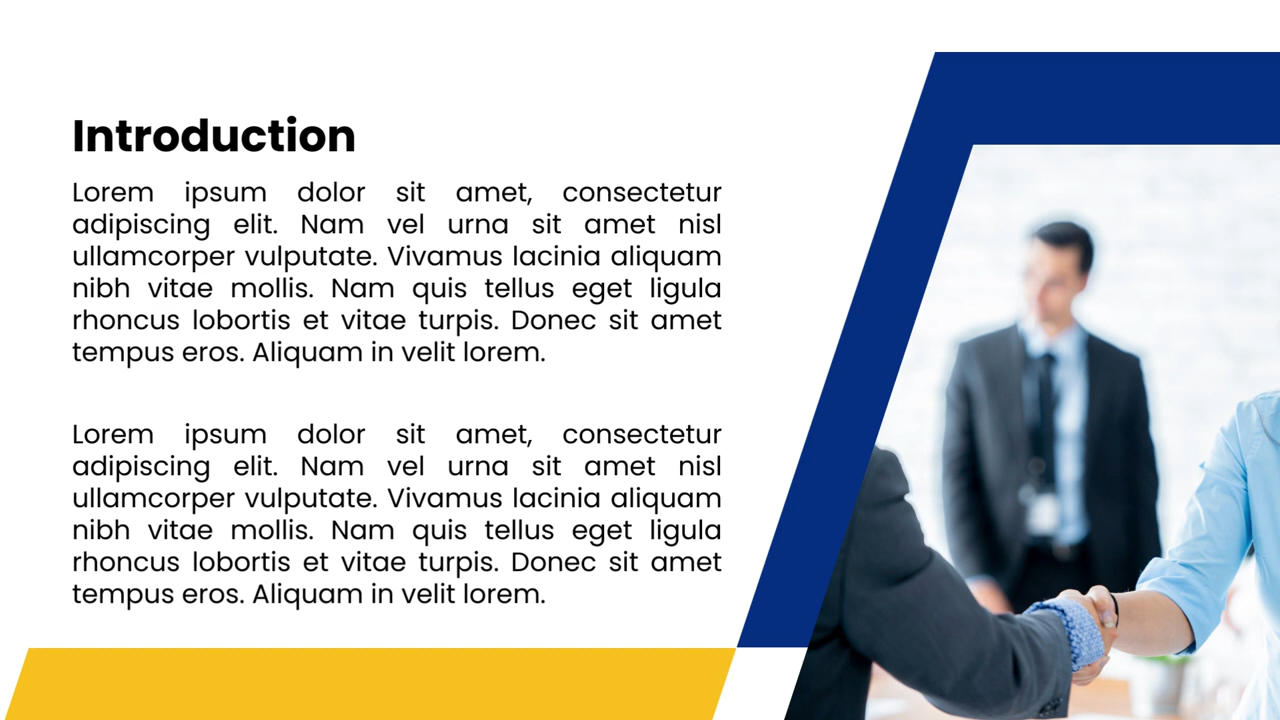 Introduction
Lorem ipsum dolor sit amet, consectetur
adipiscing elit. Nam vel urna sit amet nisl
ullamcorper vulputate. Vivamus lacinia aliquam
nibh vitae mollis. Nam quis tellus eget ligula
rhoncus lobortis et vitae turpis. Donec sit amet
tempus eros. Aliquam in velit lorem.
Lorem ipsum dolor sit amet, consectetur
adipiscing elit. Nam vel urna sit amet nisl
ullamcorper vulputate. Vivamus lacinia aliquam
nibh vitae mollis. Nam quis tellus eget ligula
rhoncus lobortis et vitae turpis. Donec sit amet
tempus eros. Aliquam in velit lorem.